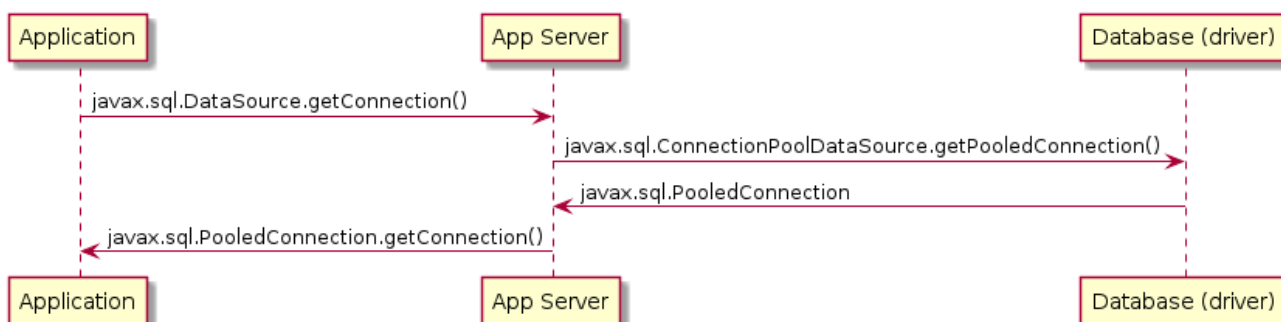 Application
App Server
Database (driver)
javax.sql.DataSource.getConnection()
javax.sql.ConnectionPoolDataSource.getPooledConnection()
javax.sql.PooledConnection
javax.sql.PooledConnection.getConnection()
Application
App Server
Database (driver)